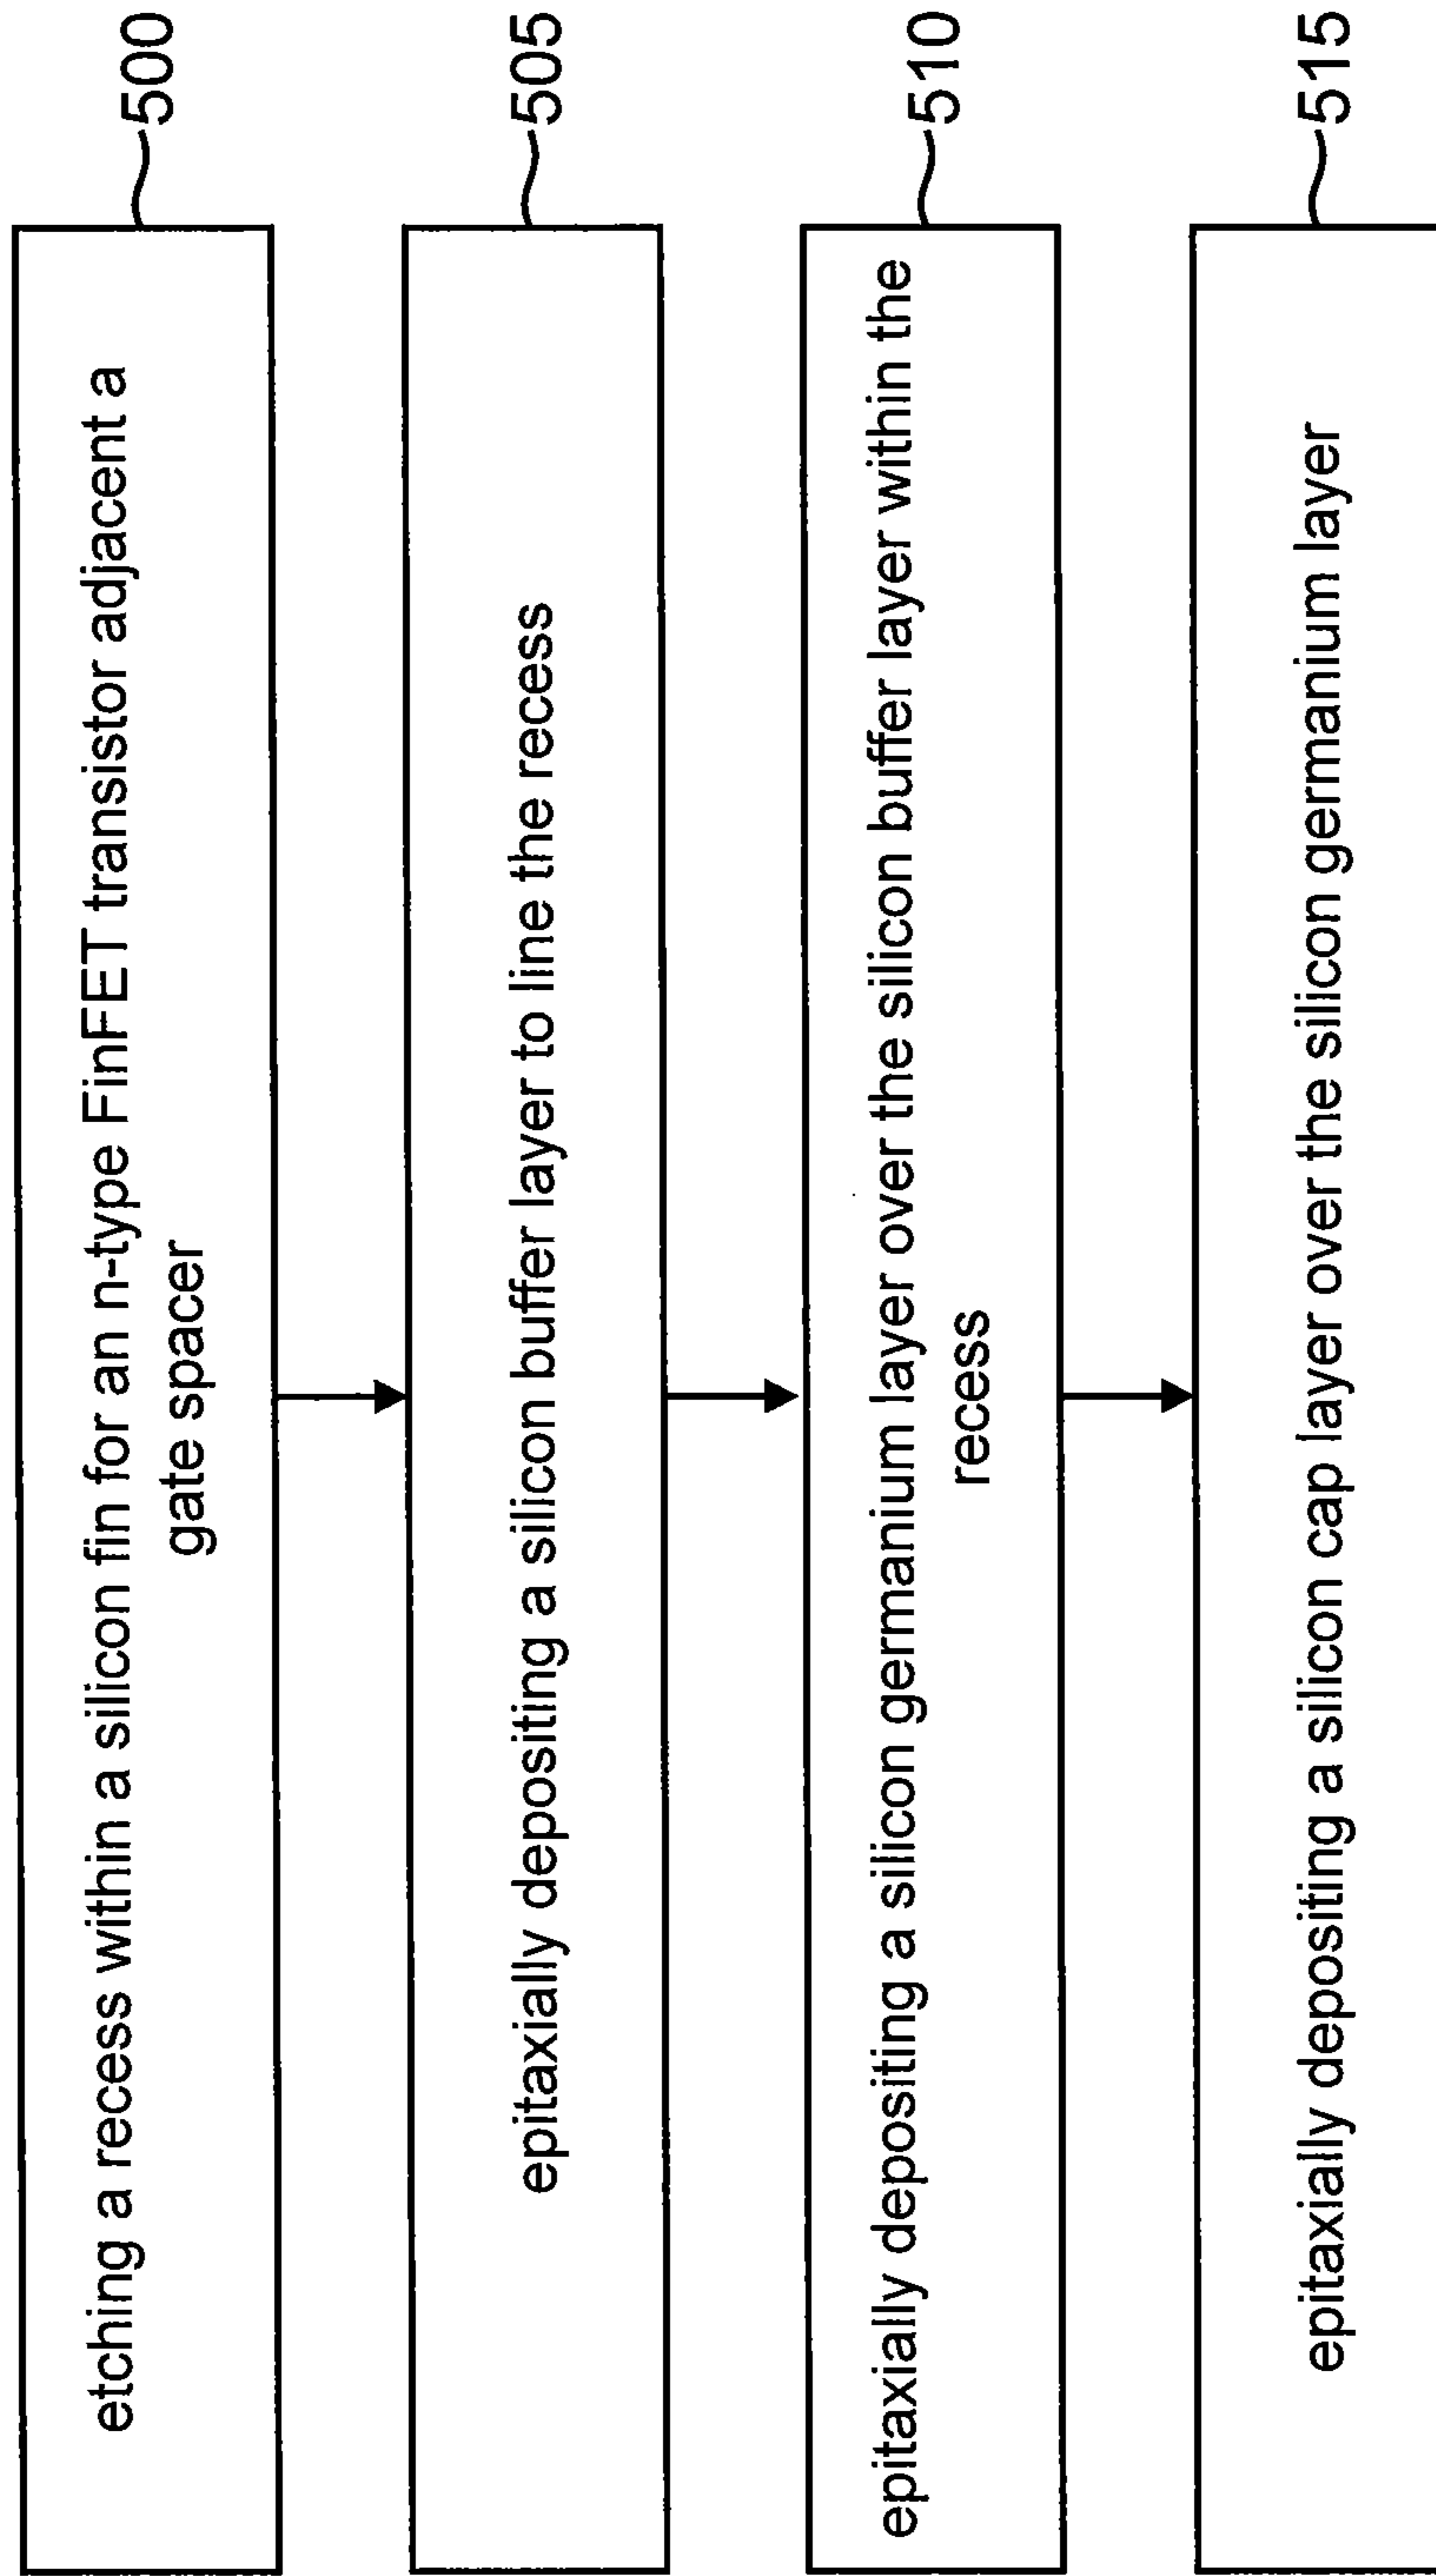 etching a recess within a silicon fin for an n-type FinFET transistor adjacent a
gate spacer
500
epitaxially depositing a silicon buffer layer to line the recess
505
epitaxially depositing a silicon germanium layer over the silicon buffer layer within the
recess
510
epitaxially depositing a silicon cap layer over the silicon germanium layer
515